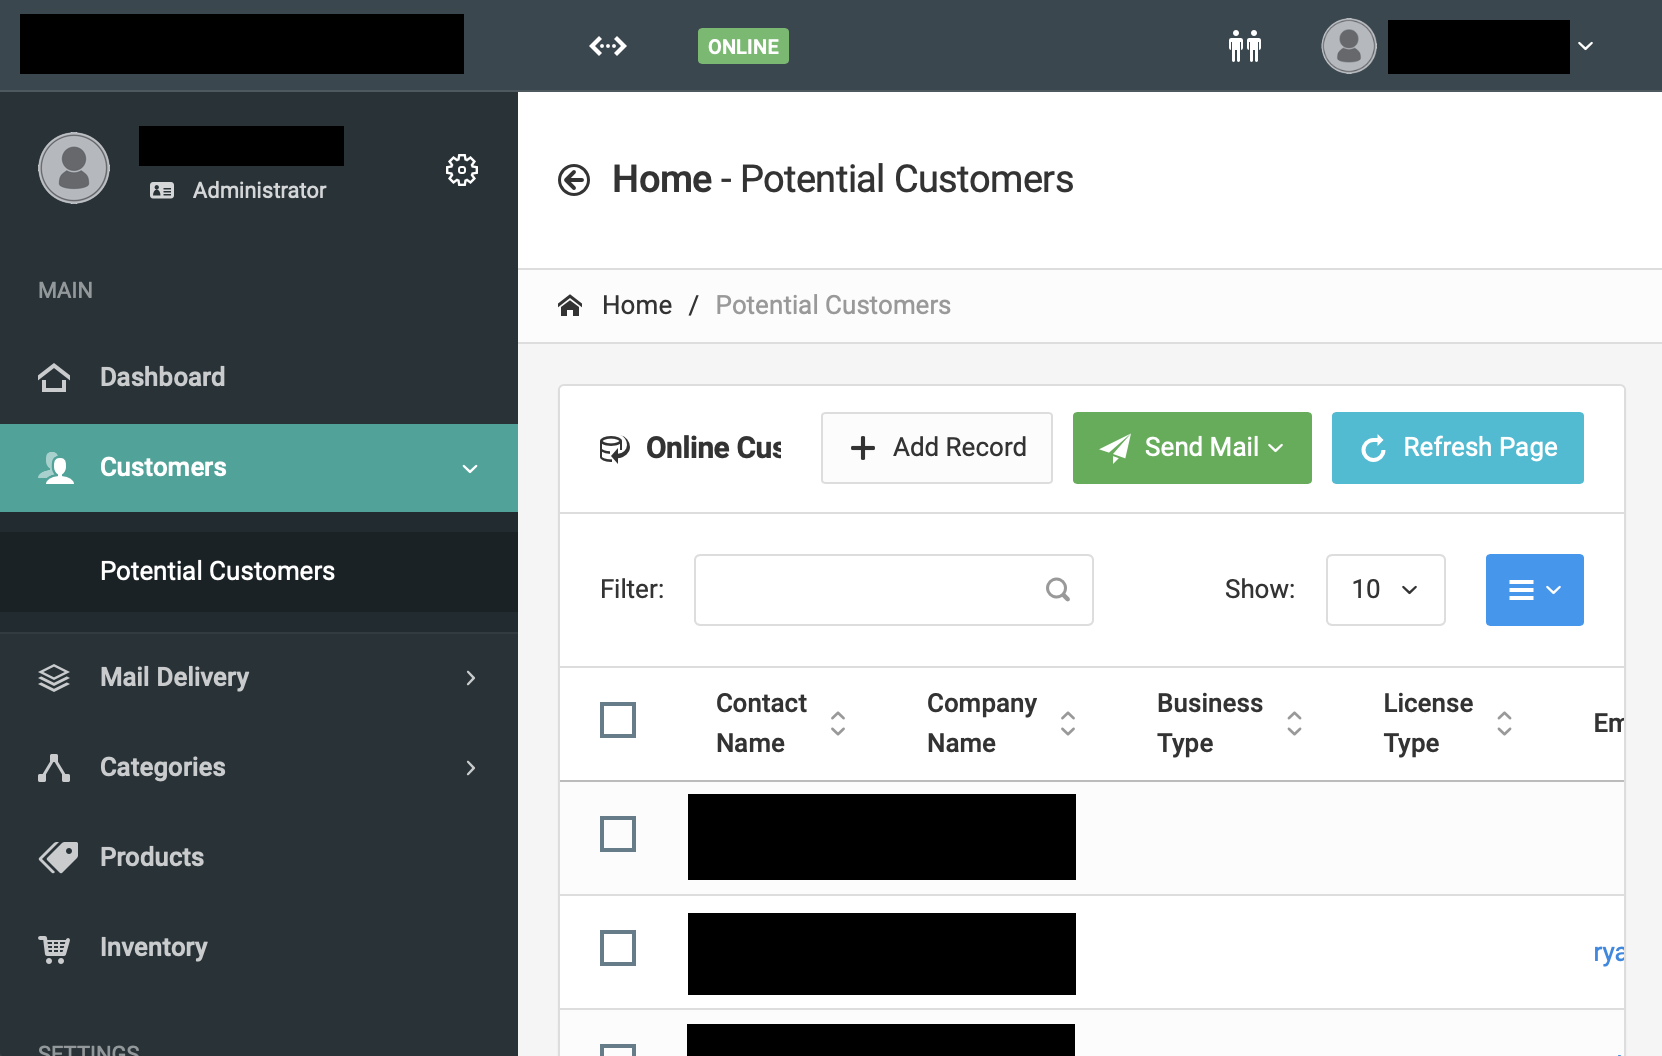 ONLINE
Administrator
MAIN
Dashboard
Customers
Potential Customers
Mail Delivery
Categories
Products
Inventory
SETTINGS
Home - Potential Customers
Home / Potential Customers
Online Cus
Add Record
Send Mail
Refresh Page
Filter:
Show:
10
Contact Name
Company Name
Business Type
License Type
Em
rya